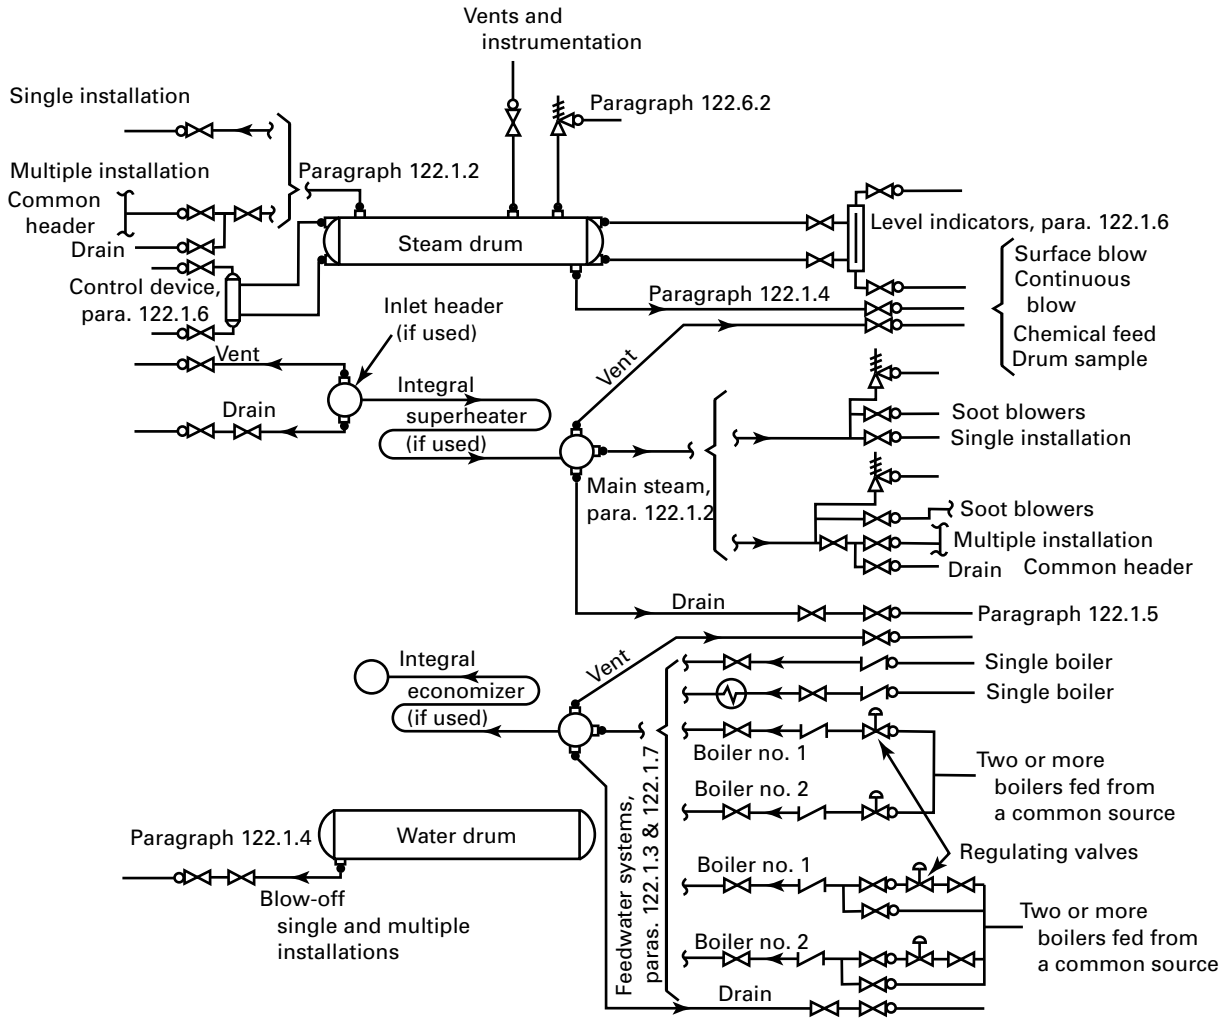 Vents and
instrumentation
Single installation
Paragraph 122.6.2
Multiple installation
Paragraph 122.1.2
Common
header
Drain
Steam drum
Level indicators, para. 122.1.6
Surface blow
Continuous
blow
Chemical feed
Drum sample
Control device,
para. 122.1.6
Paragraph 122.1.4
Inlet header
(if used)
Vent
Vent
Integral
superheater
(if used)
Drain
Soot blowers
Single installation
Main steam,
para. 122.1.2
Soot blowers
Multiple installation
Drain Common header
Drain
Paragraph 122.1.5
Integral
economizer
(if used)
Vent
Single boiler
Single boiler
Boiler no. 1
Boiler no. 2
Two or more
boilers fed from
a common source
Feedwater systems,
paras. 122.1.3 & 122.1.7
Regulating valves
Paragraph 122.1.4
Water drum
Blow-off
single and multiple
installations
Boiler no. 1
Boiler no. 2
Two or more
boilers fed from
a common source
Drain